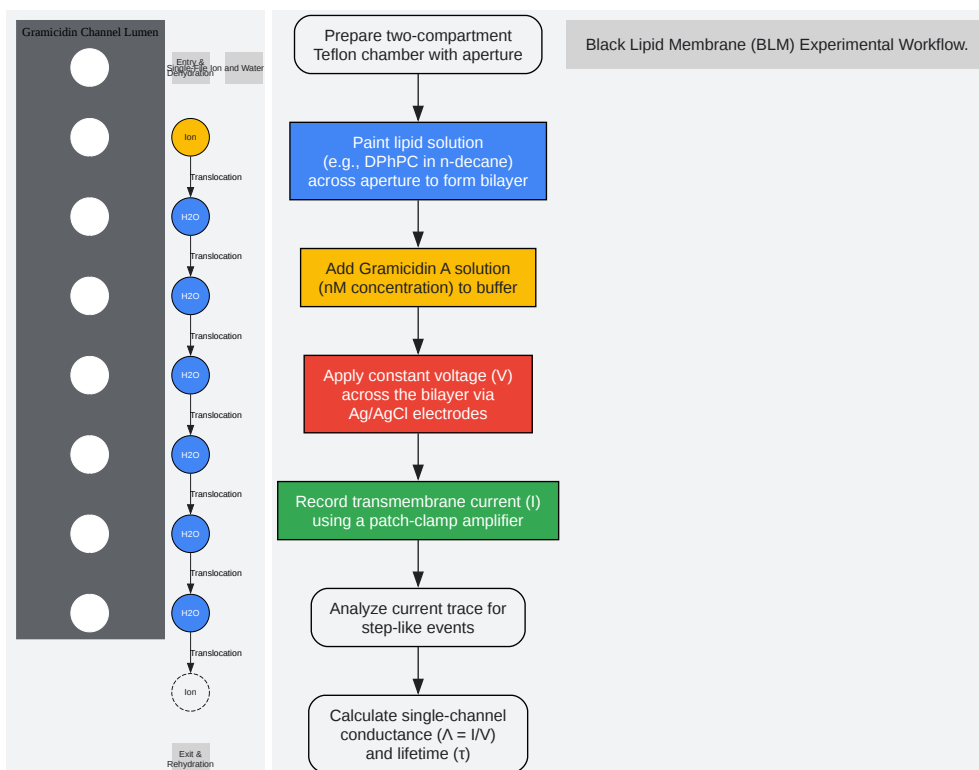 Gramicidin Channel Lumen
Entry &
Dehydration
Single-File Ion and Water
Ion
Translocation
H2O
Translocation
H2O
Translocation
H2O
Translocation
H2O
Translocation
H2O
Translocation
H2O
Translocation
Ion
Exit &
Rehydration
Prepare two-compartment
Teflon chamber with aperture
Paint lipid solution
(e.g., DPhPC in n-decane)
across aperture to form bilayer
Add Gramicidin A solution
(nM concentration) to buffer
Apply constant voltage (V)
across the bilayer via
Ag/AgCl electrodes
Record transmembrane current (I)
using a patch-clamp amplifier
Analyze current trace for
step-like events
Calculate single-channel
conductance (Λ = I/V)
and lifetime (τ)
Black Lipid Membrane (BLM) Experimental Workflow.